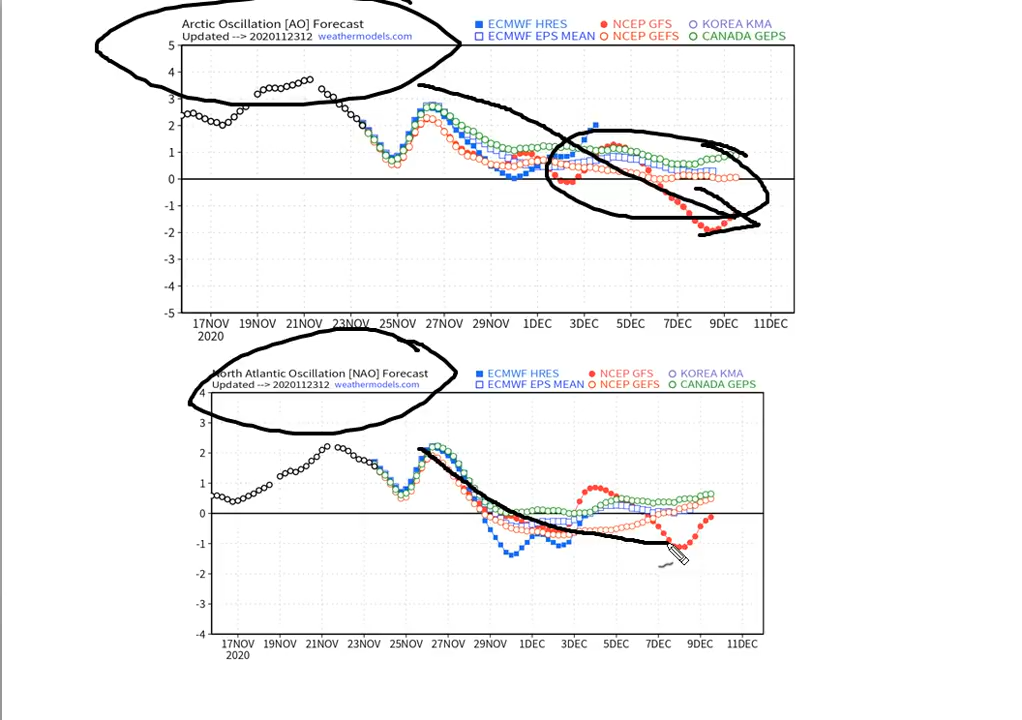 Arctic Oscillation [AO] Forecast
Updated --> 2020112312 weathermodels.com
ECMWF HRES NCEP GFS KOREA KMA
ECMWF EPS MEAN NCEP GEFS CANADA GEPS
5
4
3
2
1
0
-1
-2
-3
-4
-5
17NOV 19NOV 21NOV 23NOV 25NOV 27NOV 29NOV 1DEC 3DEC 5DEC 7DEC 9DEC 11DEC
2020
North Atlantic Oscillation [NAO] Forecast
Updated --> 2020112312 weathermodels.com
ECMWF HRES NCEP GFS KOREA KMA
ECMWF EPS MEAN NCEP GEFS CANADA GEPS
4
3
2
1
0
-1
-2
-3
-4
17NOV 19NOV 21NOV 23NOV 25NOV 27NOV 29NOV 1DEC 3DEC 5DEC 7DEC 9DEC 11DEC
2020